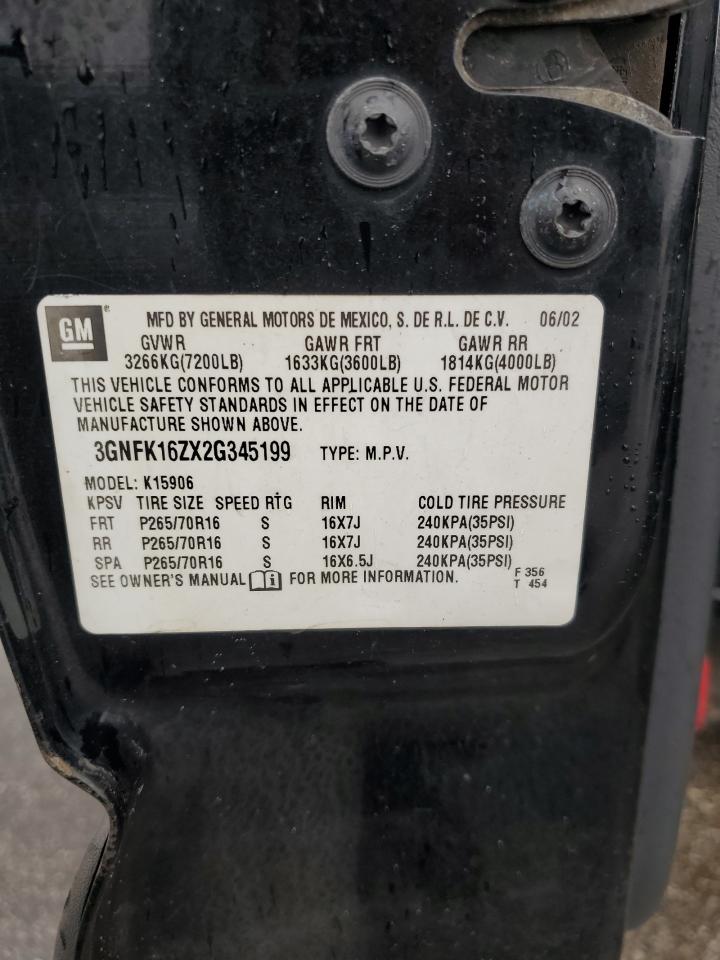 GM
MFD BY GENERAL MOTORS DE MEXICO, S. DE R.L. DE C.V. 06/02
GVWR GAWR FRT GAWR RR
3266KG(7200LB) 1633KG(3600LB) 1814KG(4000LB)
THIS VEHICLE CONFORMS TO ALL APPLICABLE U.S. FEDERAL MOTOR
VEHICLE SAFETY STANDARDS IN EFFECT ON THE DATE OF
MANUFACTURE SHOWN ABOVE.
3GNFK16ZX2G345199 TYPE: M.P.V.
MODEL: K15906
KPSV TIRE SIZE SPEED RTG RIM COLD TIRE PRESSURE
FRT P265/70R16 S 16X7J 240KPA(35PSI)
RR P265/70R16 S 16X7J 240KPA(35PSI)
SPA P265/70R16 S 16X6.5J 240KPA(35PSI)
SEE OWNER'S MANUAL FOR MORE INFORMATION. F 356
T 454